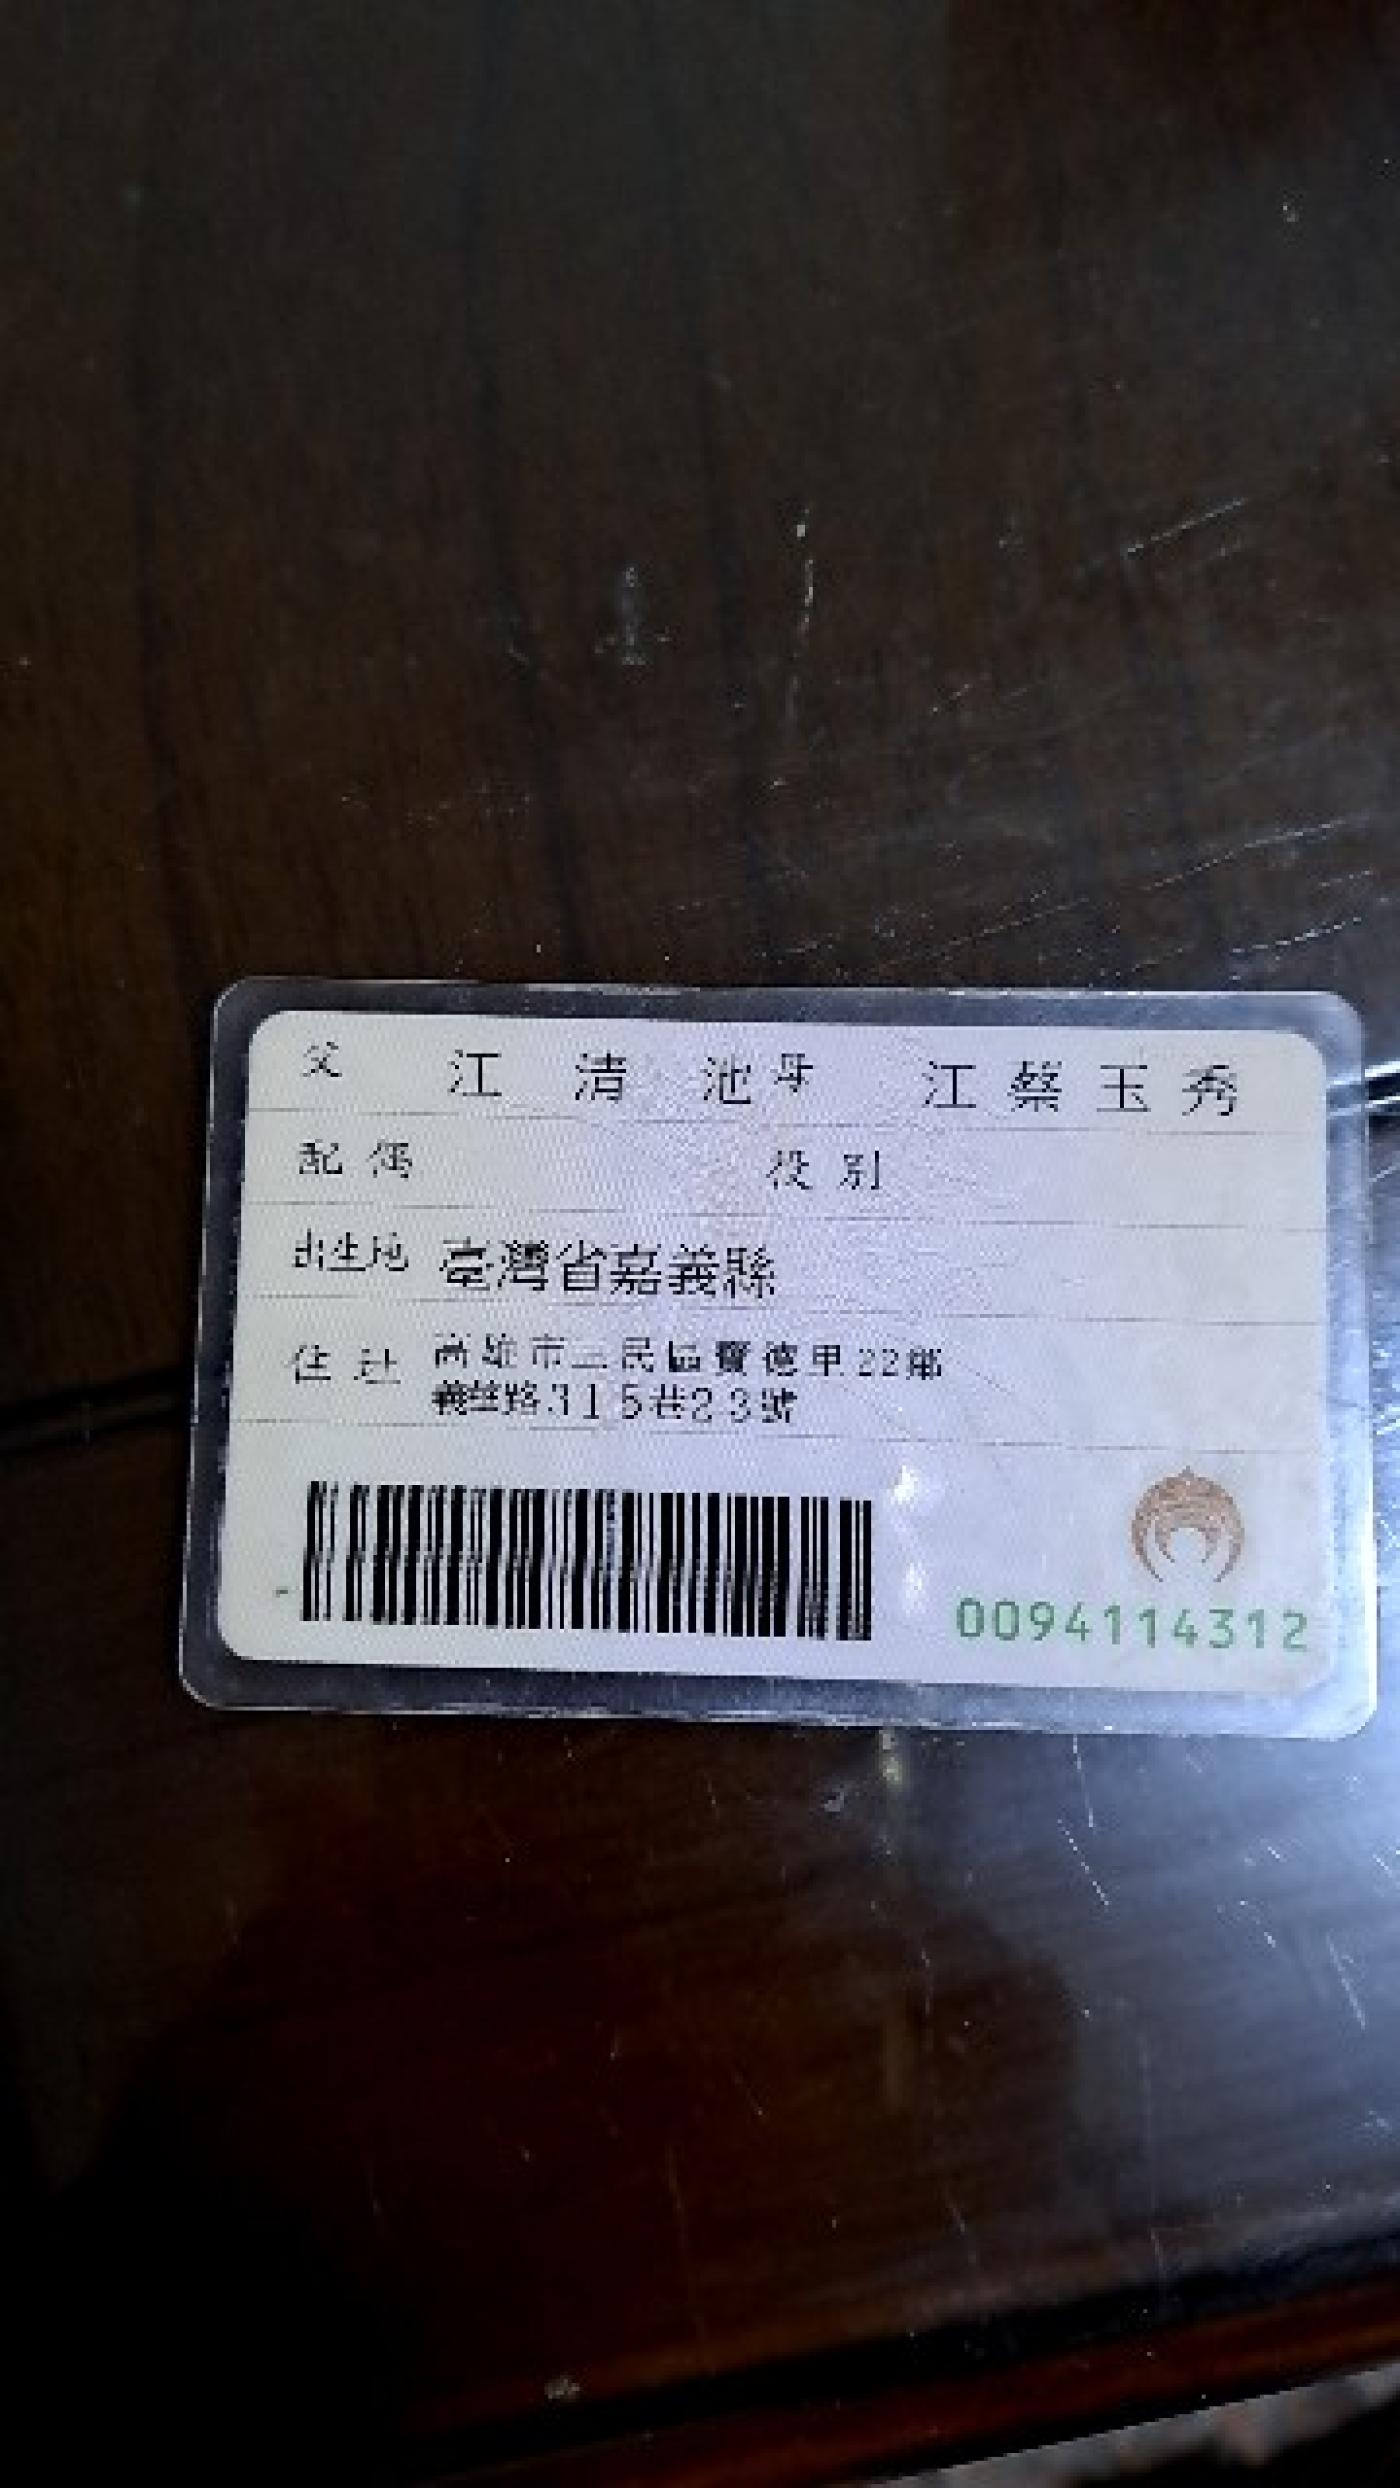 父 江清池 母 江蔡玉秀
配偶 役別
出生地 臺灣省嘉義縣
住址 高雄市三民區寶德里22鄰
義華路315巷23號
0094114312